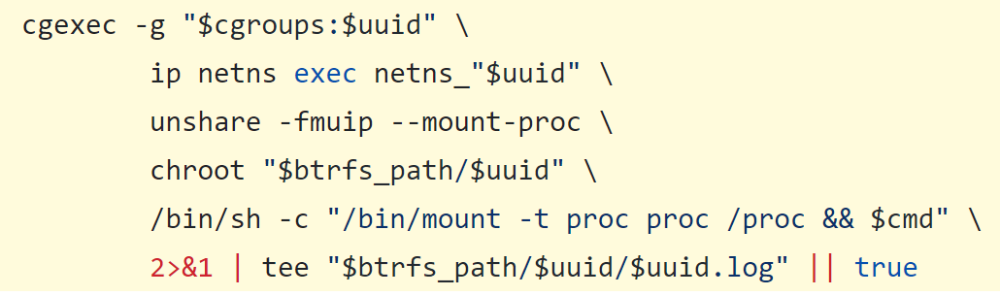 cgexec -g "$cgroups:$uuid" \
ip netns exec netns_"$uuid" \
unshare -fmuip --mount-proc \
chroot "$btrfs_path/$uuid" \
/bin/sh -c "/bin/mount -t proc proc /proc && $cmd" \
2>&1 | tee "$btrfs_path/$uuid/$uuid.log" || true